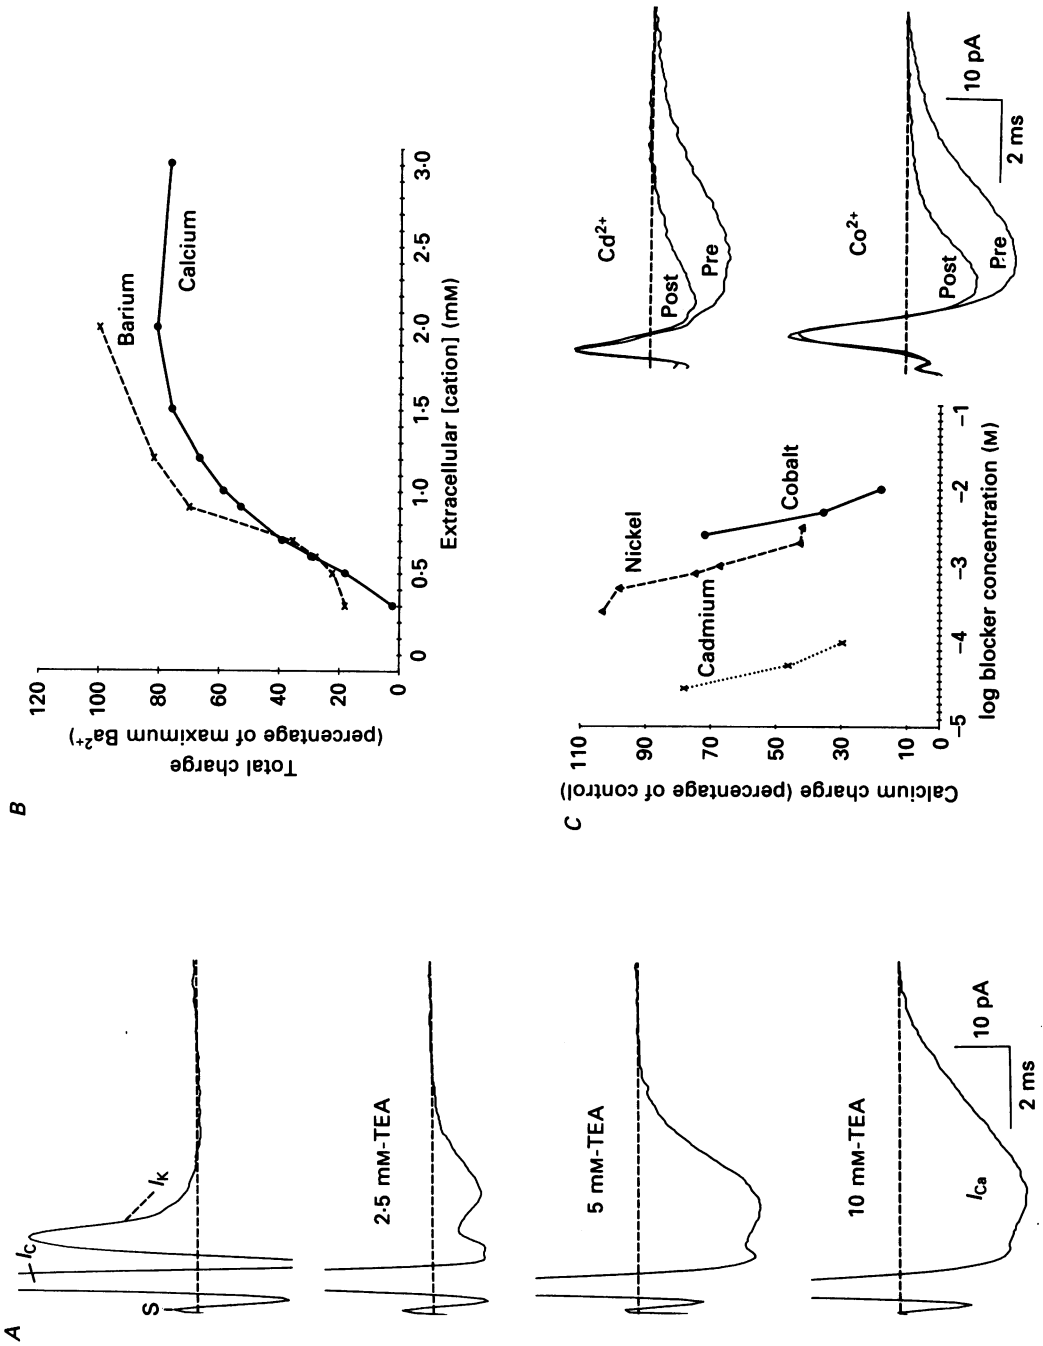 A
S
I_C
I_K
2·5 mM-TEA
5 mM-TEA
10 mM-TEA
I_Ca
10 pA
2 ms
B
Total charge
(percentage of maximum Ba²⁺)
120
100
80
60
40
20
0
Barium
Calcium
0
0·5
1·0
1·5
2·0
2·5
3·0
Extracellular [cation] (mM)
C
Calcium charge (percentage of control)
110
90
70
50
30
10
0
Nickel
Cadmium
Cobalt
−5
−4
−3
−2
−1
log blocker concentration (M)
Cd²⁺
Post
Pre
Co²⁺
Post
Pre
10 pA
2 ms